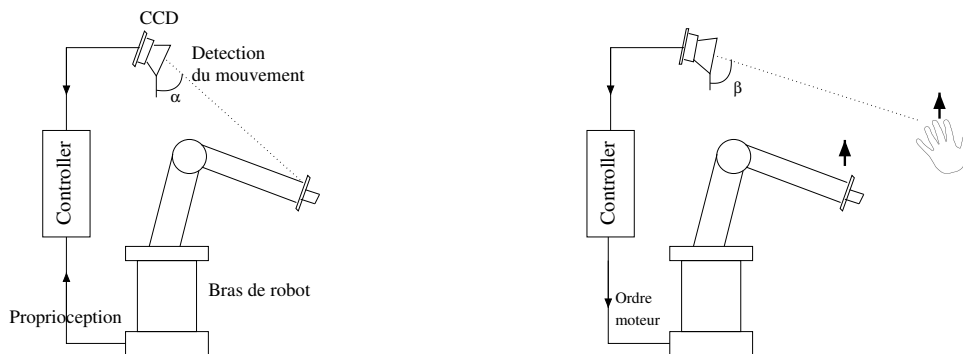 CCD
Detection
du mouvement
α
Controller
Bras de robot
Proprioception
β
Controller
Ordre
moteur